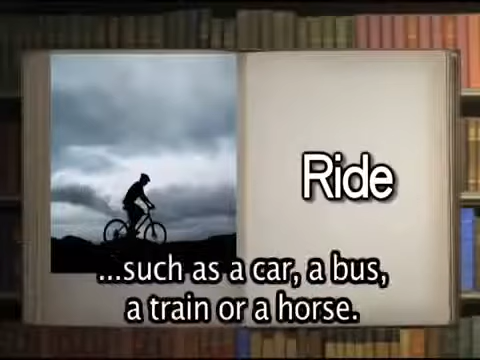 Ride
...such as a car, a bus,
a train or a horse.